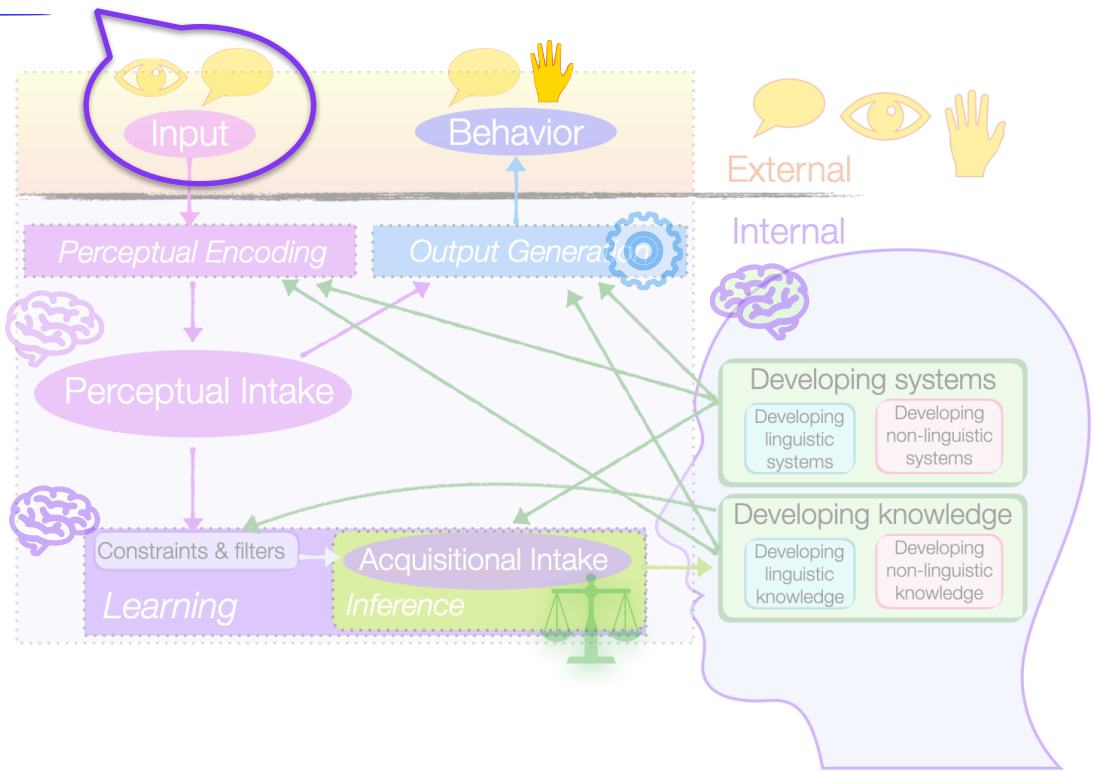 Input
Behavior
External
Internal
Perceptual Encoding
Output Generation
Perceptual Intake
Developing systems
Developing
linguistic
systems
Developing
non-linguistic
systems
Developing knowledge
Developing
linguistic
knowledge
Developing
non-linguistic
knowledge
Constraints & filters
Acquisitional Intake
Learning
Inference